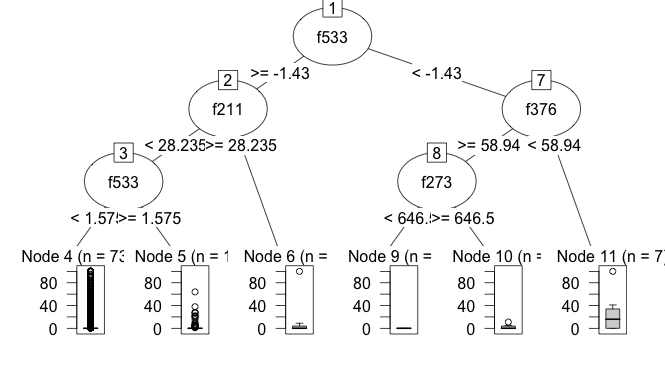 1
f533
>= -1.43 < -1.43
2 7
f211 f376
< 28.235 >= 28.235 >= 58.94 < 58.94
3 8
f533 f273
< 1.575 >= 1.575 < 646. >= 646.5
Node 4 (n = 73 Node 5 (n = 1 Node 6 (n = Node 9 (n = Node 10 (n = Node 11 (n = 7)
80 80 80 80 80 80
40 40 40 40 40 40
0 0 0 0 0 0